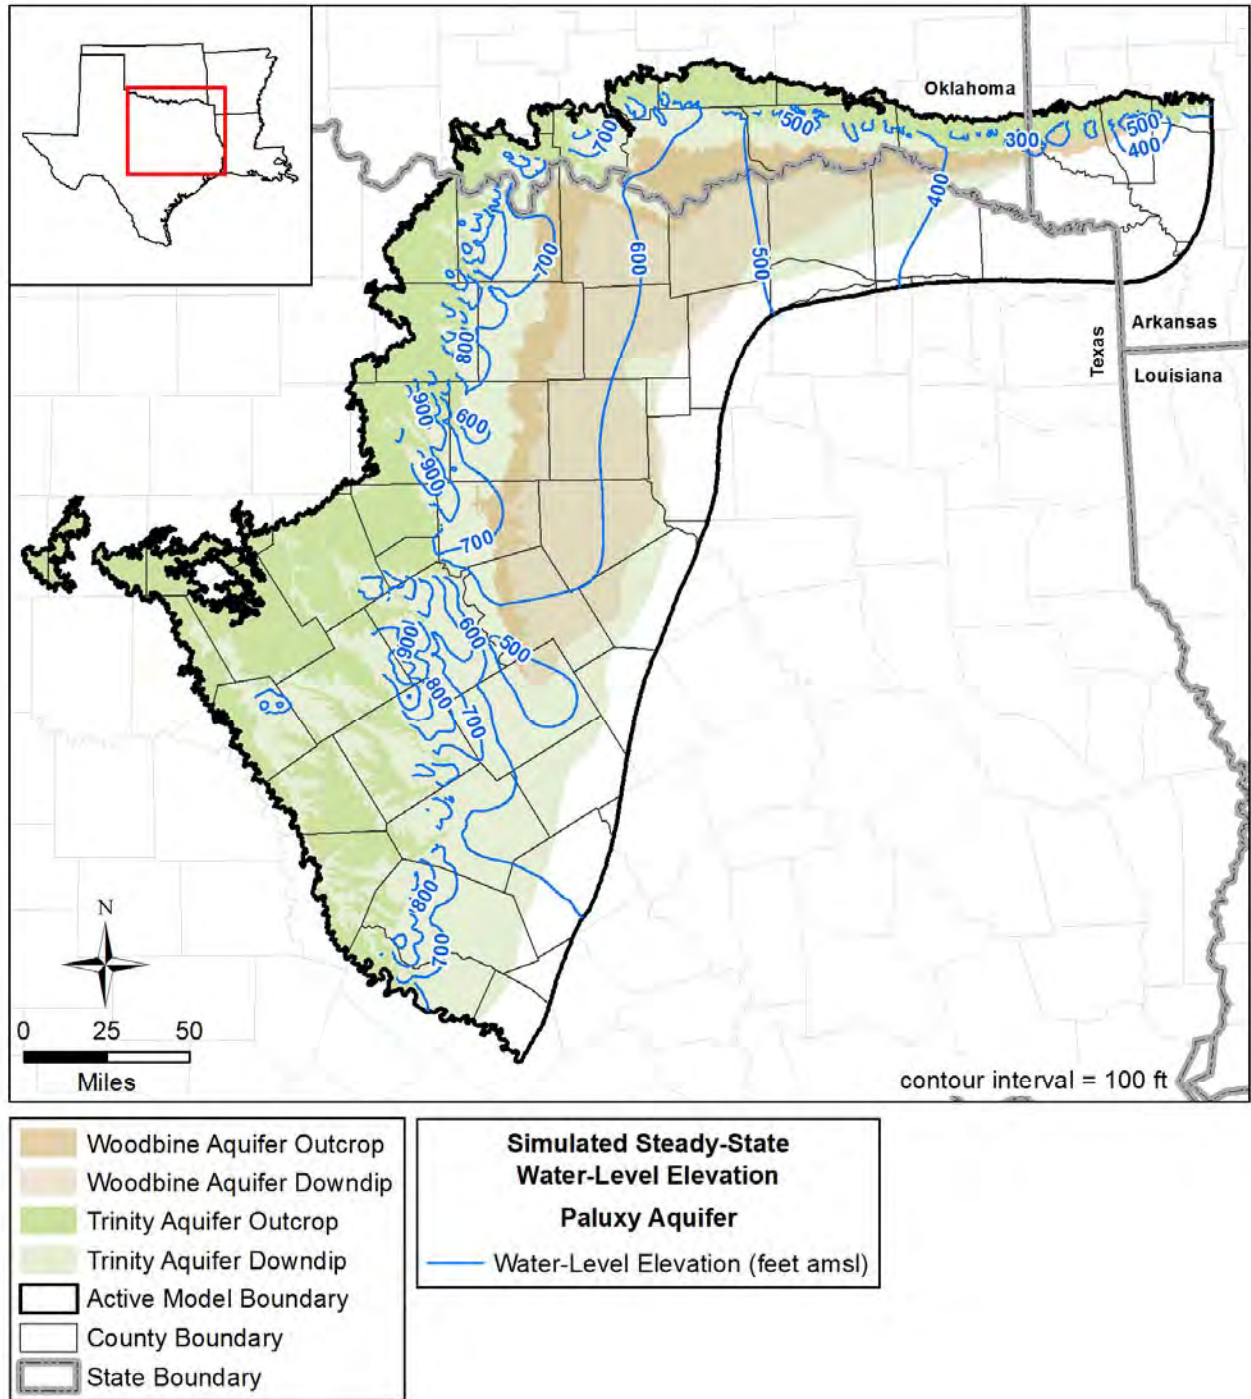 Oklahoma
500
500
400
300
700
400
700
600
500
800
Arkansas
Texas
Louisiana
900
600
900
700
600
500
900
800
700
800
700
N
0 25 50
Miles
contour interval = 100 ft
Woodbine Aquifer Outcrop
Woodbine Aquifer Downdip
Trinity Aquifer Outcrop
Trinity Aquifer Downdip
Active Model Boundary
County Boundary
State Boundary
Simulated Steady-State
Water-Level Elevation
Paluxy Aquifer
Water-Level Elevation (feet amsl)